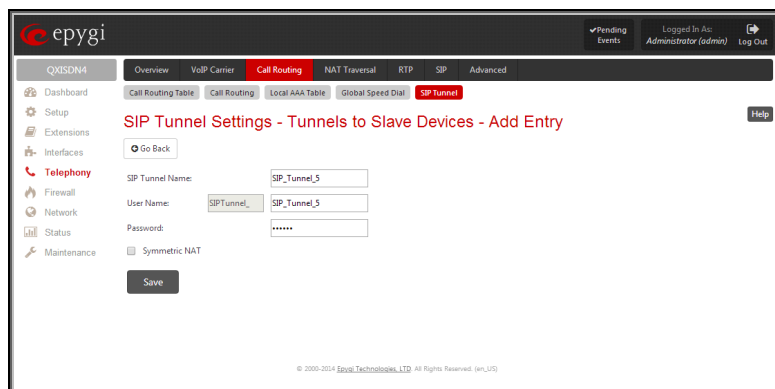 epygi
Pending Events
Logged In As:
Administrator (admin)
Log Out
QXISDN4
Overview VoIP Carrier Call Routing NAT Traversal RTP SIP Advanced
Dashboard
Setup
Extensions
Interfaces
Telephony
Firewall
Network
Status
Maintenance
Call Routing Table Call Routing Local AAA Table Global Speed Dial SIP Tunnel
SIP Tunnel Settings - Tunnels to Slave Devices - Add Entry
Help
Go Back
SIP Tunnel Name: SIP_Tunnel_5
User Name: SIPTunnel_ SIP_Tunnel_5
Password: ••••••
Symmetric NAT
Save
© 2000-2014 Epygi Technologies, LTD. All Rights Reserved. (en_US)